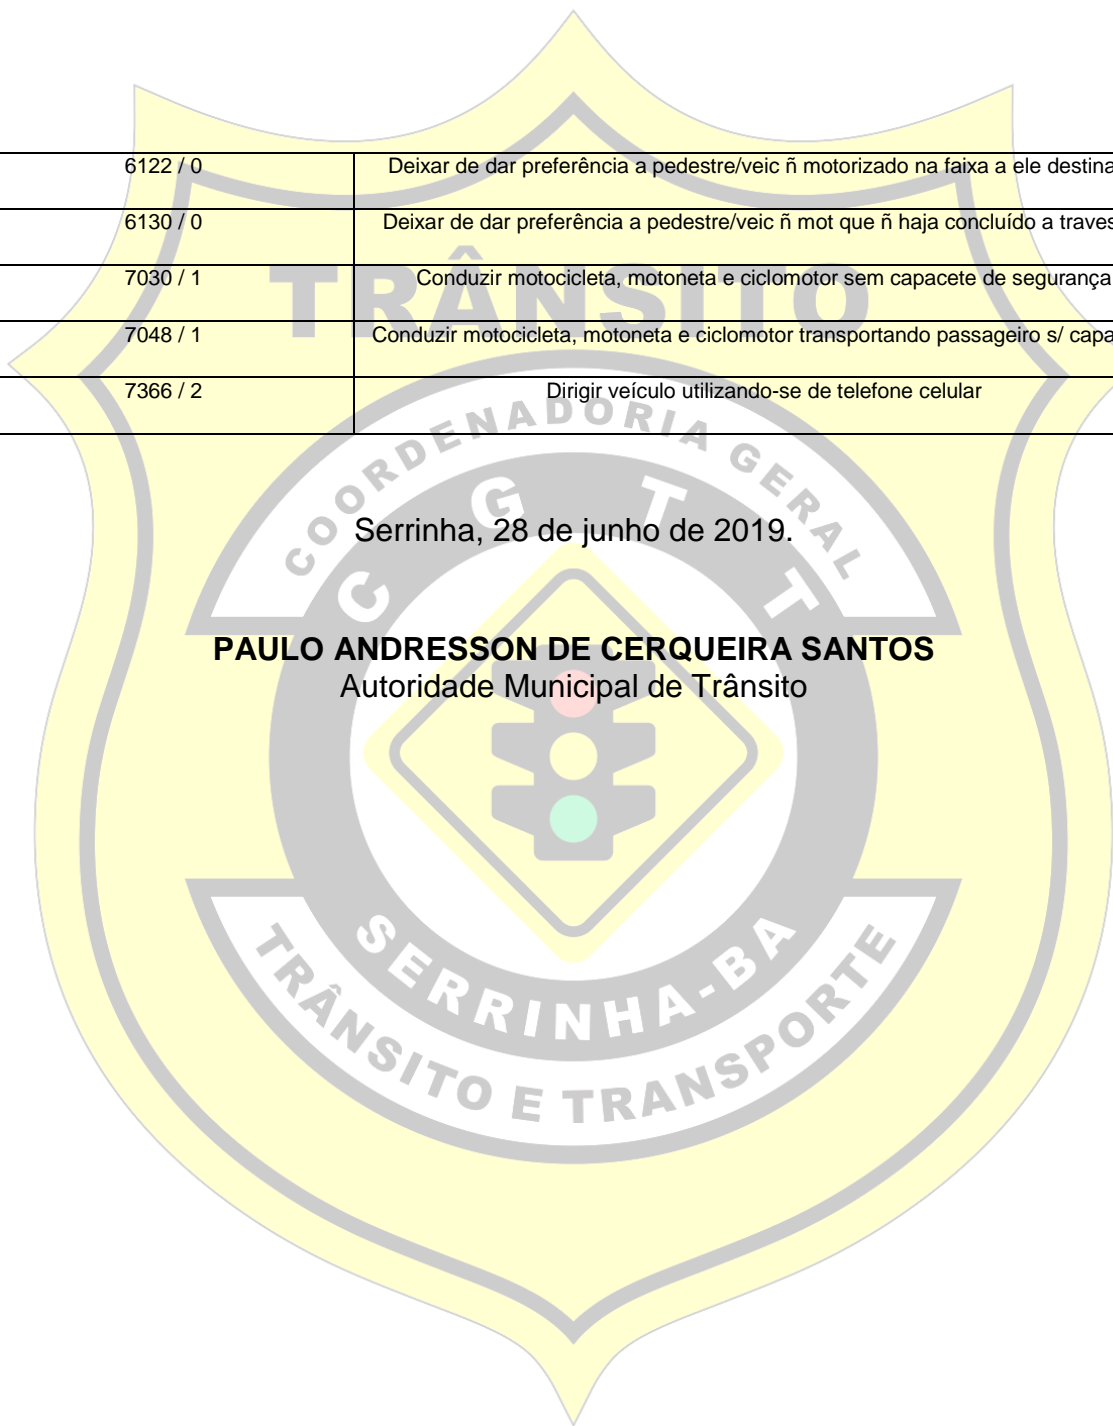 6122 / 0 Deixar de dar preferência a pedestre/veic ñ motorizado na faixa a ele destina
6130 / 0 Deixar de dar preferência a pedestre/veic ñ mot que ñ haja concluído a traves
7030 / 1 Conduzir motocicleta, motoneta e ciclomotor sem capacete de segurança
7048 / 1 Conduzir motocicleta, motoneta e ciclomotor transportando passageiro s/ capa
7366 / 2 Dirigir veículo utilizando-se de telefone celular
TRÂNSITO
COORDENADORIA GERAL
CGTT
Serrinha, 28 de junho de 2019.
PAULO ANDRESSON DE CERQUEIRA SANTOS
Autoridade Municipal de Trânsito
SERRINHA-BA
TRÂNSITO E TRANSPORTE